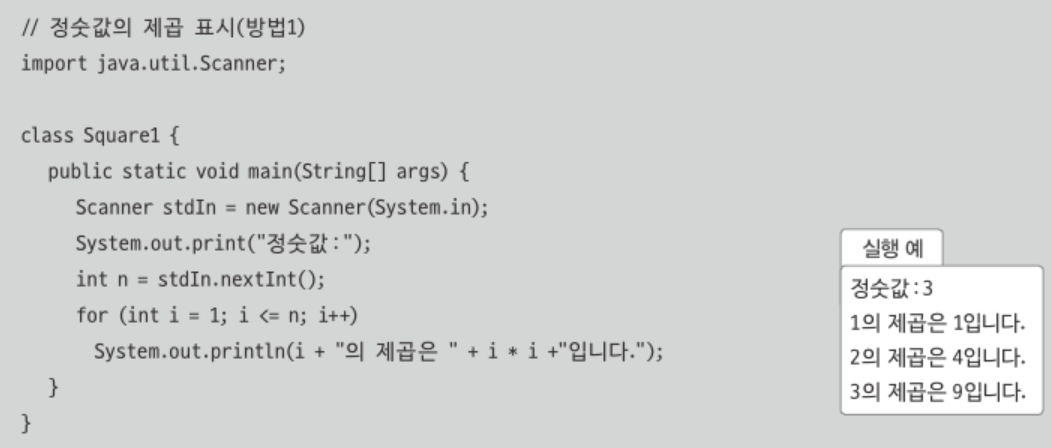 // 정숫값의 제곱 표시(방법1)
import java.util.Scanner;
class Square1 {
public static void main(String[] args) {
Scanner stdIn = new Scanner(System.in);
System.out.print("정숫값:");
int n = stdIn.nextInt();
for (int i = 1; i <= n; i++)
System.out.println(i + "의 제곱은 " + i * i +"입니다.");
}
}
실행 예
정숫값:3
1의 제곱은 1입니다.
2의 제곱은 4입니다.
3의 제곱은 9입니다.